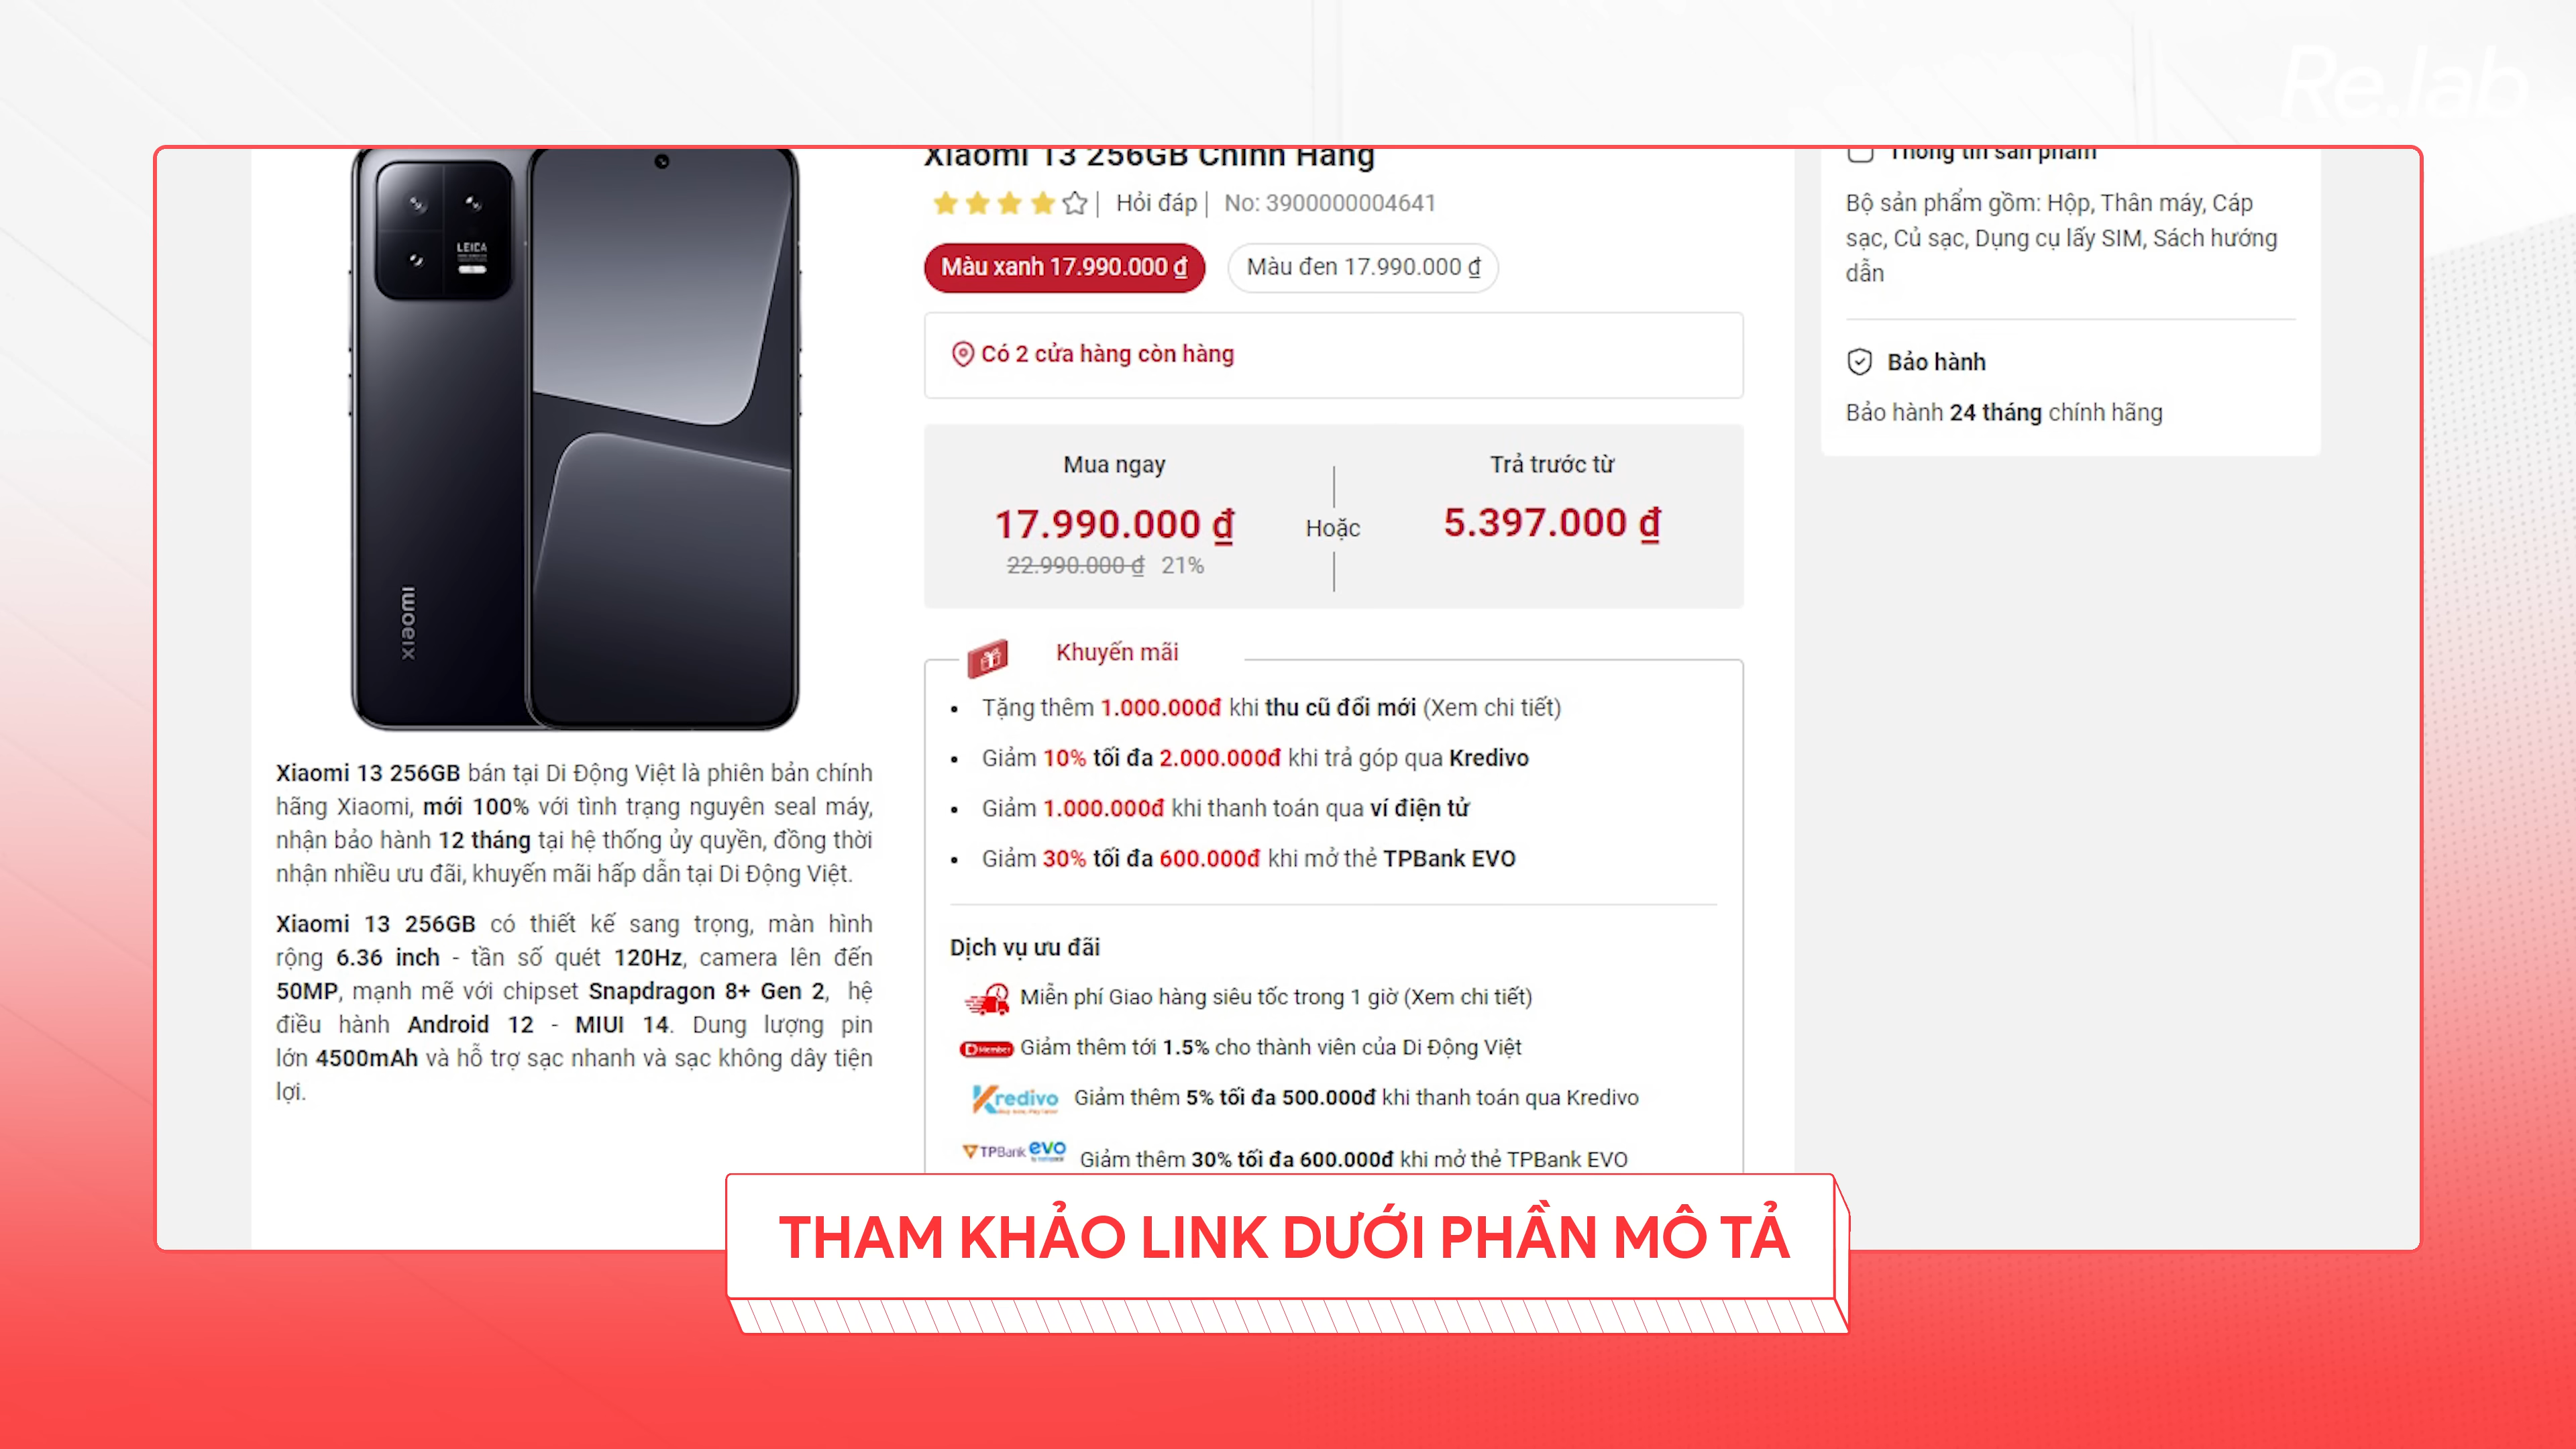 Re.lab
LEICA
xiaomi
Xiaomi 13 256GB Chính Hãng
Hỏi đáp | No: 3900000004641
Màu xanh 17.990.000 ₫
Màu đen 17.990.000 ₫
Có 2 cửa hàng còn hàng
Mua ngay
17.990.000 ₫
22.990.000 ₫ 21%
Hoặc
Trả trước từ
5.397.000 ₫
Khuyến mãi
• Tặng thêm 1.000.000đ khi thu cũ đổi mới (Xem chi tiết)
• Giảm 10% tối đa 2.000.000đ khi trả góp qua Kredivo
• Giảm 1.000.000đ khi thanh toán qua ví điện tử
• Giảm 30% tối đa 600.000đ khi mở thẻ TPBank EVO
Dịch vụ ưu đãi
Miễn phí Giao hàng siêu tốc trong 1 giờ (Xem chi tiết)
D Member Giảm thêm tới 1.5% cho thành viên của Di Động Việt
Kredivo Giảm thêm 5% tối đa 500.000đ khi thanh toán qua Kredivo
TPBank evo Giảm thêm 30% tối đa 600.000đ khi mở thẻ TPBank EVO
Thông tin sản phẩm
Bộ sản phẩm gồm: Hộp, Thân máy, Cáp
sạc, Củ sạc, Dụng cụ lấy SIM, Sách hướng
dẫn
Bảo hành
Bảo hành 24 tháng chính hãng
Xiaomi 13 256GB bán tại Di Động Việt là phiên bản chính
hãng Xiaomi, mới 100% với tình trạng nguyên seal máy,
nhận bảo hành 12 tháng tại hệ thống ủy quyền, đồng thời
nhận nhiều ưu đãi, khuyến mãi hấp dẫn tại Di Động Việt.
Xiaomi 13 256GB có thiết kế sang trọng, màn hình
rộng 6.36 inch - tần số quét 120Hz, camera lên đến
50MP, mạnh mẽ với chipset Snapdragon 8+ Gen 2, hệ
điều hành Android 12 - MIUI 14. Dung lượng pin
lớn 4500mAh và hỗ trợ sạc nhanh và sạc không dây tiện
lợi.
THAM KHẢO LINK DƯỚI PHẦN MÔ TẢ